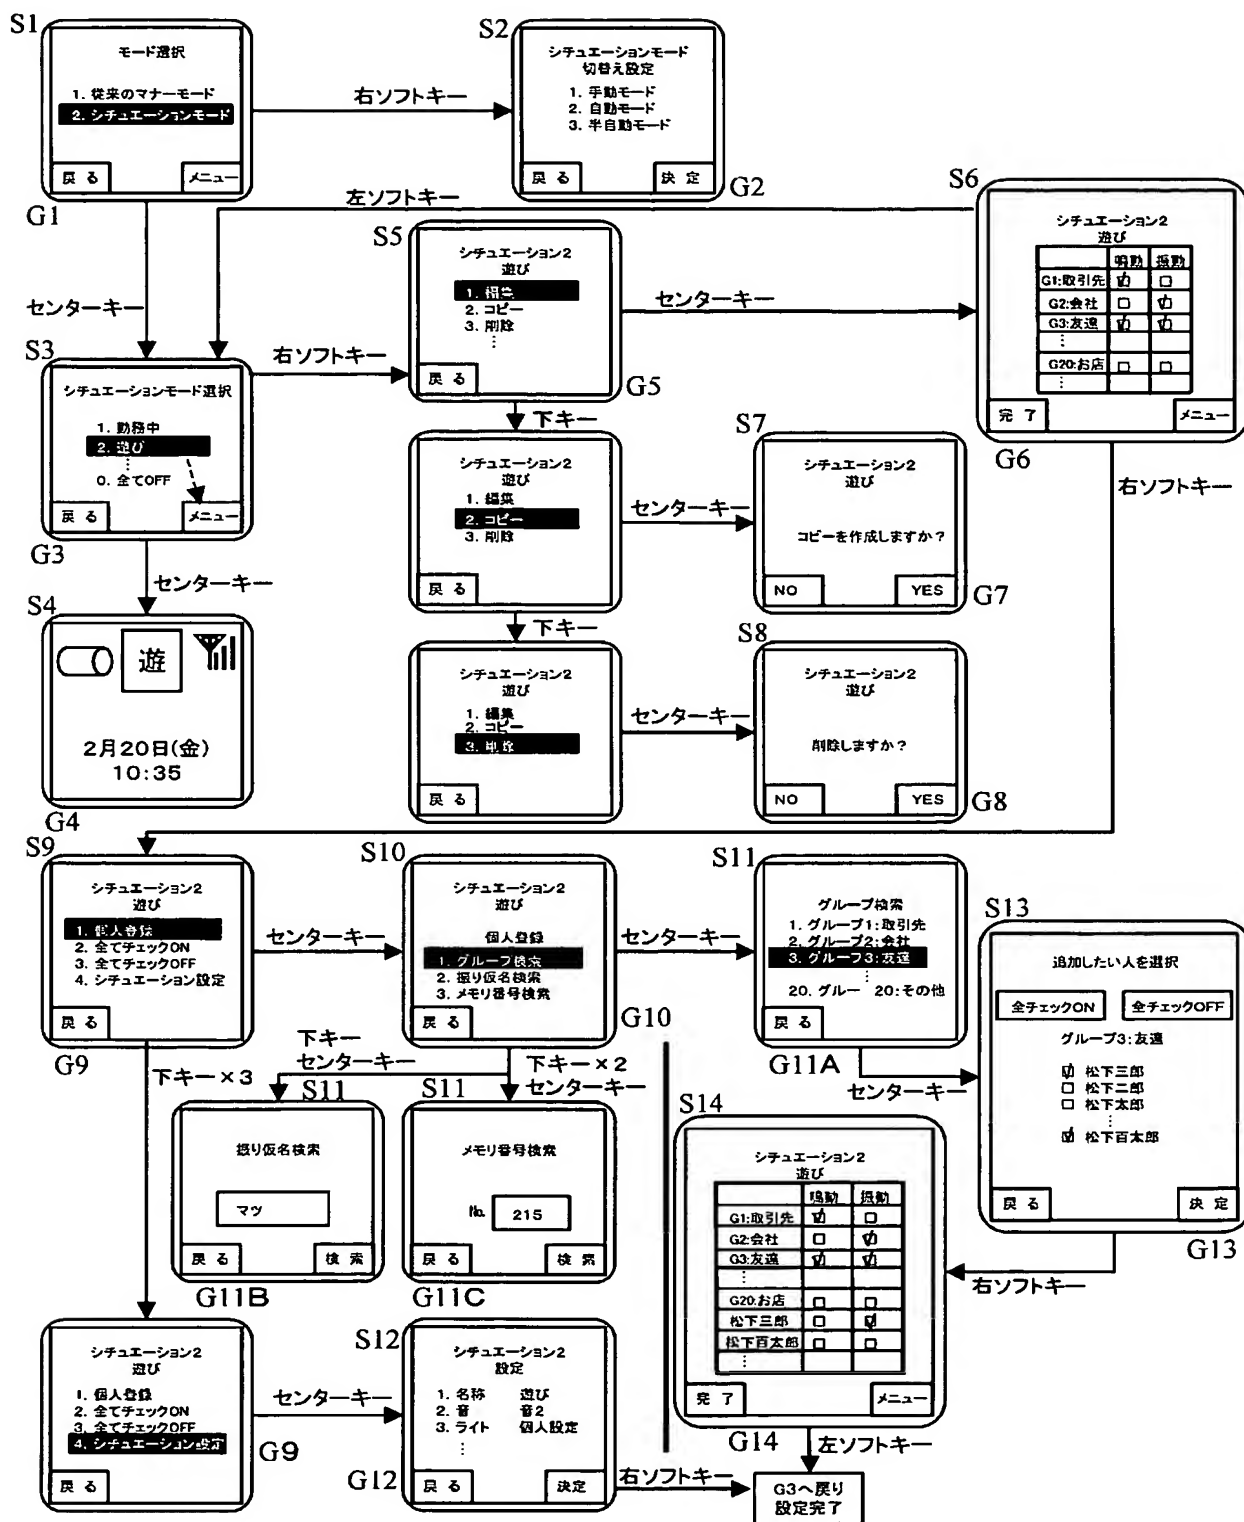 S1
モード選択
1. 従来のマナーモード
2. シチュエーションモード
戻 る
メニュー
G1
右ソフトキー
S2
シチュエーションモード
切替え設定
1. 手動モード
2. 自動モード
3. 半自動モード
戻 る
決 定
G2
左ソフトキー
センターキー
S3
シチュエーションモード選択
1. 勤務中
2. 遊び
⋮
0. 全てOFF
戻 る
メニュー
G3
右ソフトキー
センターキー
S4
遊
2月20日(金)
10:35
G4
S5
シチュエーション2
遊び
1. 編集
2. コピー
3. 削除
⋮
戻 る
G5
センターキー
下キー
シチュエーション2
遊び
1. 編集
2. コピー
3. 削除
戻 る
センターキー
下キー
シチュエーション2
遊び
1. 編集
2. コピー
3. 削除
戻 る
センターキー
S6
シチュエーション2
遊び
鳴動 振動
G1:取引先
G2:会社
G3:友達
⋮
G20:お店
⋮
完 了
メニュー
G6
右ソフトキー
S7
シチュエーション2
遊び
コピーを作成しますか?
NO
YES
G7
S8
シチュエーション2
遊び
削除しますか?
NO
YES
G8
S9
シチュエーション2
遊び
1. 個人登録
2. 全てチェックON
3. 全てチェックOFF
4. シチュエーション設定
戻 る
G9
センターキー
下キー×3
S10
シチュエーション2
遊び
個人登録
1. グループ検索
2.振り仮名検索
3. メモリ番号検索
戻 る
G10
センターキー
下キー
センターキー
下キー×2
センターキー
S11
グループ検索
1. グループ1:取引先
2. グループ2:会社
3. グループ3:友達
⋮
20. グルー 20:その他
戻 る
G11A
センターキー
S11
振り仮名検索
マツ
戻 る
検 索
G11B
S11
メモリ番号検索
No. 215
戻 る
検 索
G11C
S13
追加したい人を選択
全チェックON
全チェックOFF
グループ3:友達
松下三郎
松下二郎
松下太郎
⋮
松下百太郎
戻 る
決 定
G13
右ソフトキー
S14
シチュエーション2
遊び
鳴動 振動
G1:取引先
G2:会社
G3:友達
⋮
G20:お店
松下三郎
松下百太郎
⋮
完 了
メニュー
G14
左ソフトキー
シチュエーション2
遊び
1. 個人登録
2. 全てチェックON
3. 全てチェックOFF
4. シチュエーション設定
戻 る
G9
センターキー
S12
シチュエーション2
設定
1. 名称 遊び
2. 音 音2
3. ライト 個人設定
⋮
戻 る
決定
G12
右ソフトキー
G3へ戻り
設定完了